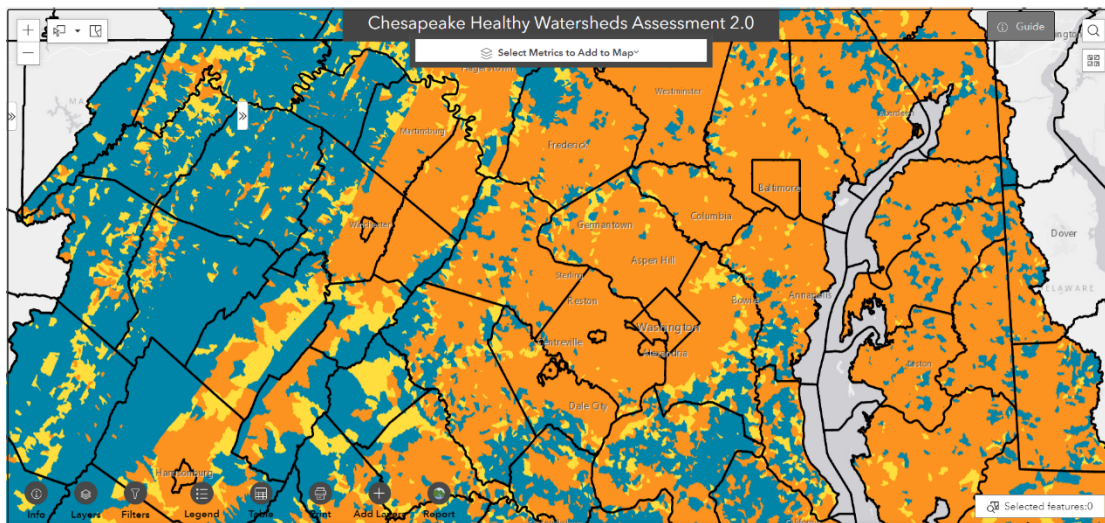 Chesapeake Healthy Watersheds Assessment 2.0
Guide
Select Metrics to Add to Map
Hagerstown
Westminster
Martinsburg
Aberdeen
Frederick
Baltimore
Winchester
Germantown
Columbia
Dover
Aspen Hill
Sterling
Reston
Bowie
Annapolis
DELAWARE
Washington
Centreville
Alexandria
Easton
Dale City
Harrisonburg
Info
Layers
Filters
Legend
Table
Print
Add Layers
Report
Selected features:0